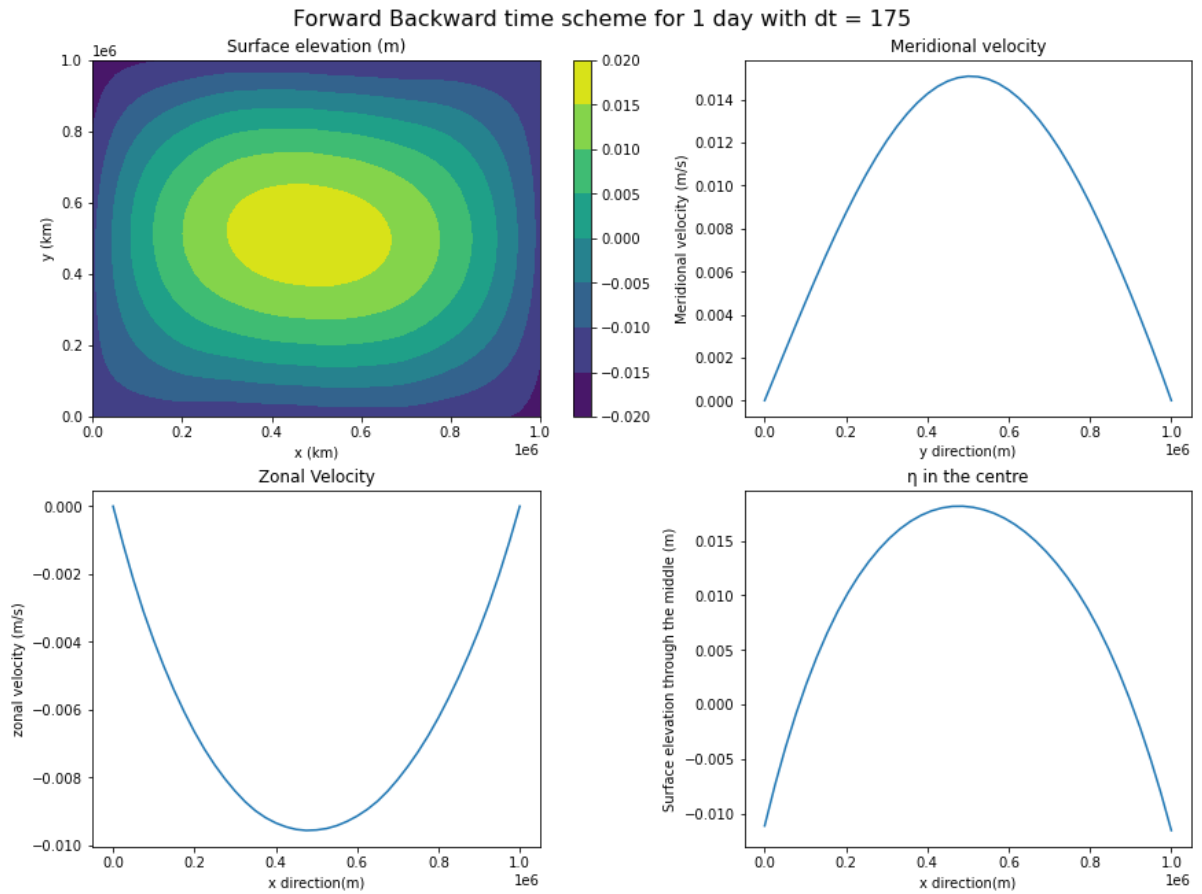 Forward Backward time scheme for 1 day with dt = 175
Surface elevation (m)
1e6
1.0
0.8
0.6
0.4
0.2
0.0
y (km)
0.0 0.2 0.4 0.6 0.8 1.0
x (km)
1e6
0.020
0.015
0.010
0.005
0.000
−0.005
−0.010
−0.015
−0.020
Meridional velocity
0.014
0.012
0.010
0.008
0.006
0.004
0.002
0.000
Meridional velocity (m/s)
0.0 0.2 0.4 0.6 0.8 1.0
y direction(m)
1e6
Zonal Velocity
0.000
−0.002
−0.004
−0.006
−0.008
−0.010
zonal velocity (m/s)
0.0 0.2 0.4 0.6 0.8 1.0
x direction(m)
1e6
η in the centre
0.015
0.010
0.005
0.000
−0.005
−0.010
Surface elevation through the middle (m)
0.0 0.2 0.4 0.6 0.8 1.0
x direction(m)
1e6